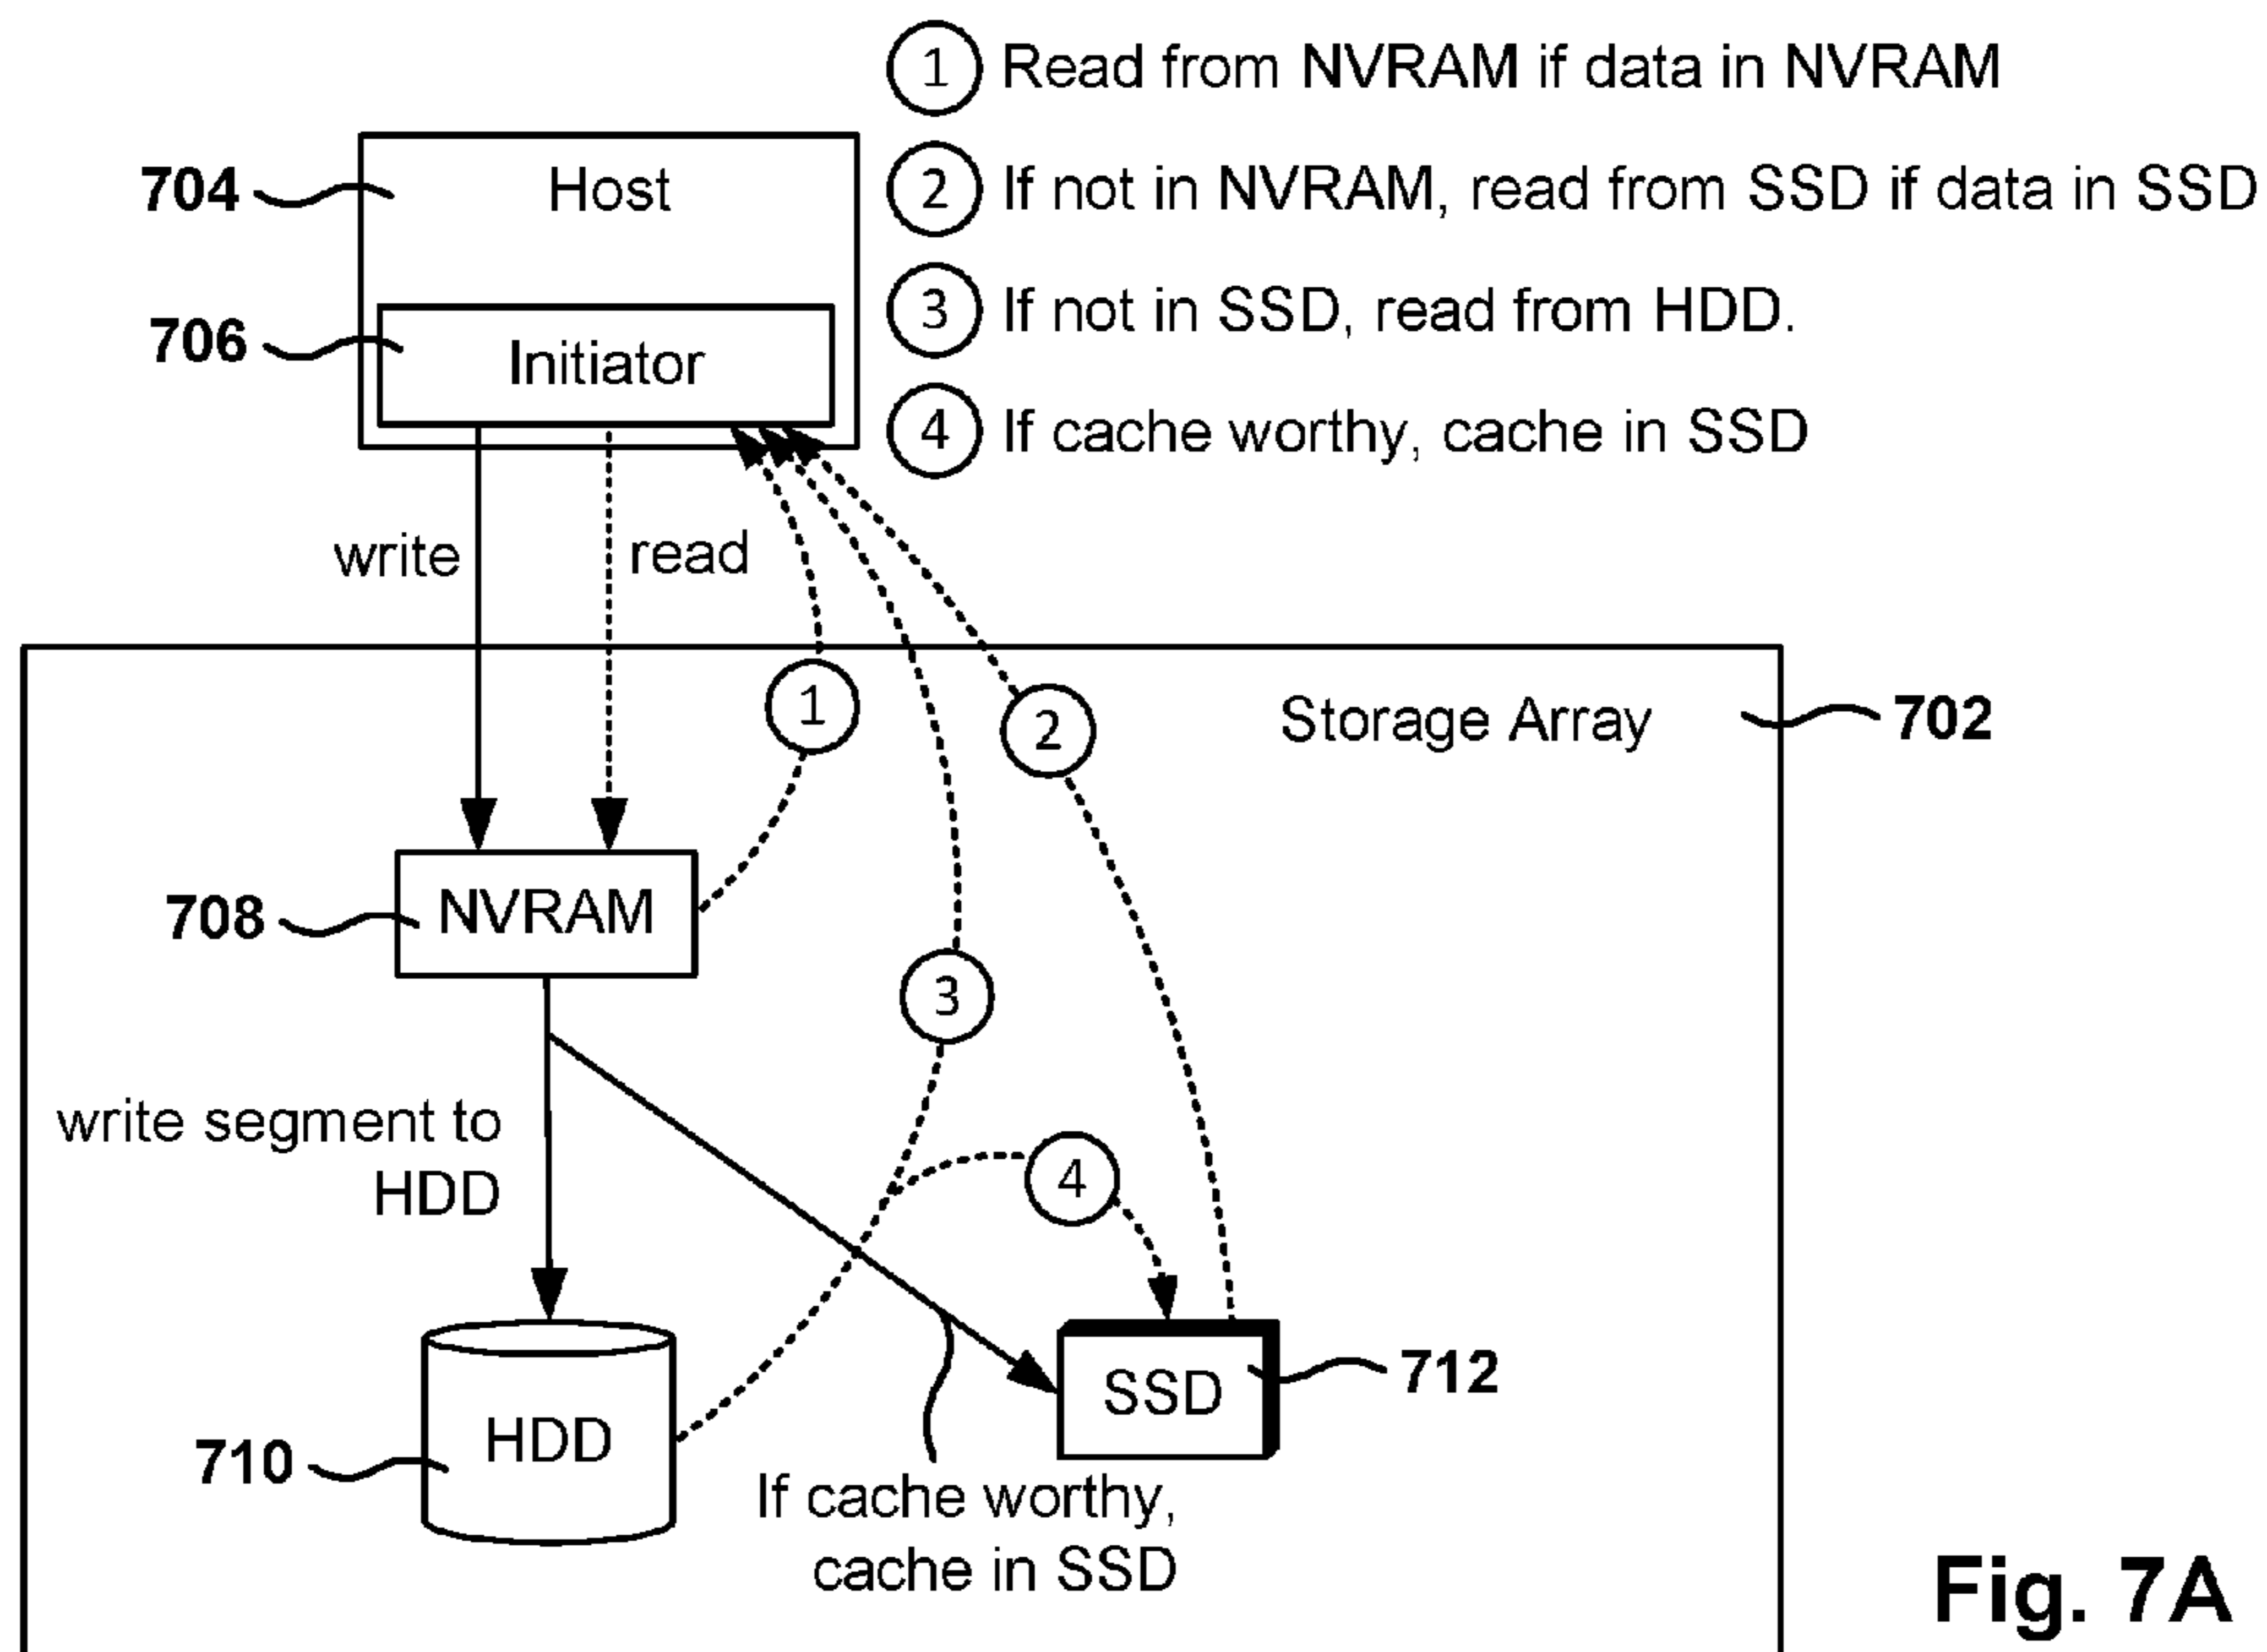 1 Read from NVRAM if data in NVRAM
704 Host
2 If not in NVRAM, read from SSD if data in SSD
3 If not in SSD, read from HDD.
706 Initiator
4 If cache worthy, cache in SSD
write read
1
2
Storage Array 702
708 NVRAM
3
write segment to
HDD
4
710 HDD
SSD 712
If cache worthy,
cache in SSD
Fig. 7A